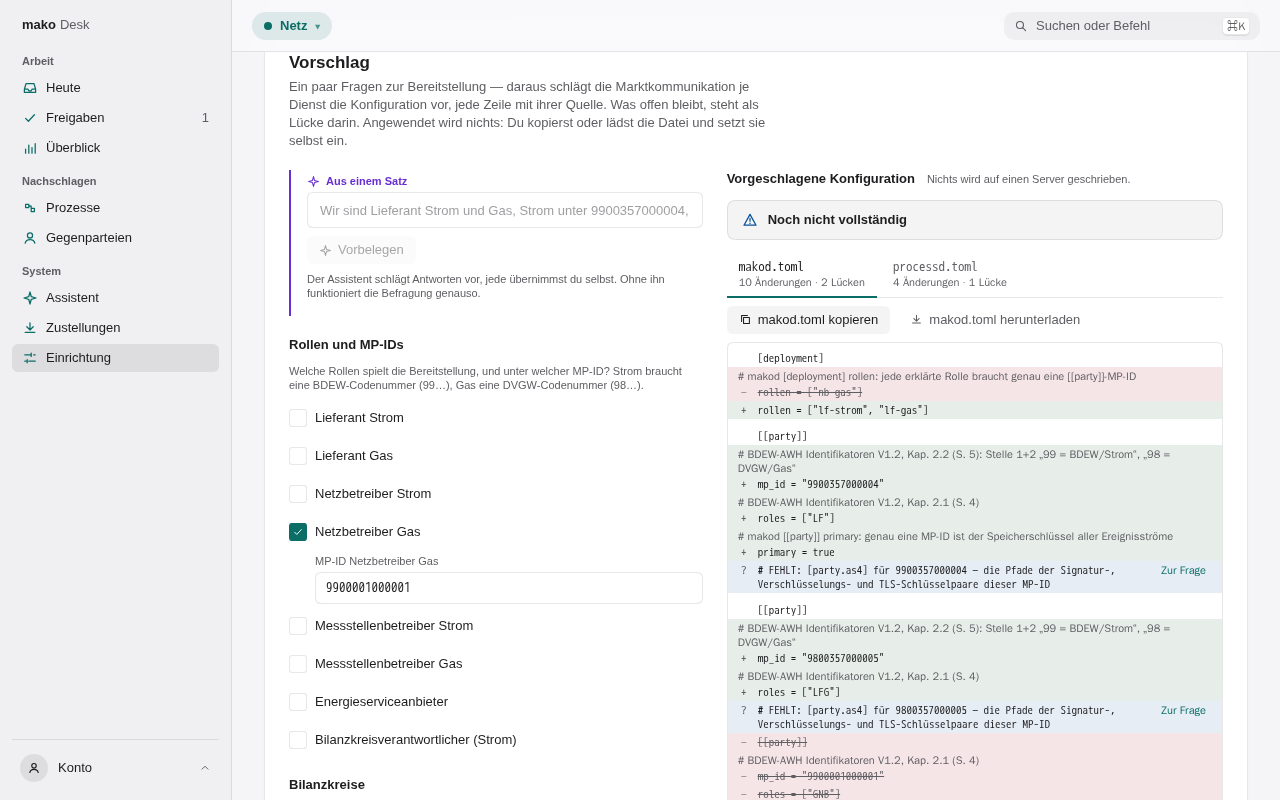 mako Desk
Arbeit
Heute
Freigaben 1
Überblick
Nachschlagen
Prozesse
Gegenparteien
System
Assistent
Zustellungen
Einrichtung
Konto
Netz
Suchen oder Befehl ⌘K
Vorschlag
Ein paar Fragen zur Bereitstellung — daraus schlägt die Marktkommunikation je
Dienst die Konfiguration vor, jede Zeile mit ihrer Quelle. Was offen bleibt, steht als
Lücke darin. Angewendet wird nichts: Du kopierst oder lädst die Datei und setzt sie
selbst ein.
Aus einem Satz
Wir sind Lieferant Strom und Gas, Strom unter 9900357000004,
Vorbelegen
Der Assistent schlägt Antworten vor, jede übernimmst du selbst. Ohne ihn
funktioniert die Befragung genauso.
Rollen und MP-IDs
Welche Rollen spielt die Bereitstellung, und unter welcher MP-ID? Strom braucht
eine BDEW-Codenummer (99…), Gas eine DVGW-Codenummer (98…).
Lieferant Strom
Lieferant Gas
Netzbetreiber Strom
Netzbetreiber Gas
MP-ID Netzbetreiber Gas
9900001000001
Messstellenbetreiber Strom
Messstellenbetreiber Gas
Energieserviceanbieter
Bilanzkreisverantwortlicher (Strom)
Bilanzkreise
Vorgeschlagene Konfiguration Nichts wird auf einen Server geschrieben.
Noch nicht vollständig
makod.toml
10 Änderungen · 2 Lücken
processd.toml
4 Änderungen · 1 Lücke
makod.toml kopieren
makod.toml herunterladen
[deployment]
# makod [deployment] rollen: jede erklärte Rolle braucht genau eine [[party]]-MP-ID
− rollen = ["nb-gas"]
+ rollen = ["lf-strom", "lf-gas"]
[[party]]
# BDEW-AWH Identifikatoren V1.2, Kap. 2.2 (S. 5): Stelle 1+2 „99 = BDEW/Strom", „98 =
DVGW/Gas"
+ mp_id = "9900357000004"
# BDEW-AWH Identifikatoren V1.2, Kap. 2.1 (S. 4)
+ roles = ["LF"]
# makod [[party]] primary: genau eine MP-ID ist der Speicherschlüssel aller Ereignisströme
+ primary = true
? # FEHLT: [party.as4] für 9900357000004 — die Pfade der Signatur-, Zur Frage
Verschlüsselungs- und TLS-Schlüsselpaare dieser MP-ID
[[party]]
# BDEW-AWH Identifikatoren V1.2, Kap. 2.2 (S. 5): Stelle 1+2 „99 = BDEW/Strom", „98 =
DVGW/Gas"
+ mp_id = "9800357000005"
# BDEW-AWH Identifikatoren V1.2, Kap. 2.1 (S. 4)
+ roles = ["LFG"]
? # FEHLT: [party.as4] für 9800357000005 — die Pfade der Signatur-, Zur Frage
Verschlüsselungs- und TLS-Schlüsselpaare dieser MP-ID
− [[party]]
# BDEW-AWH Identifikatoren V1.2, Kap. 2.1 (S. 4)
− mp_id = "9900001000001"
− roles = ["GNB"]